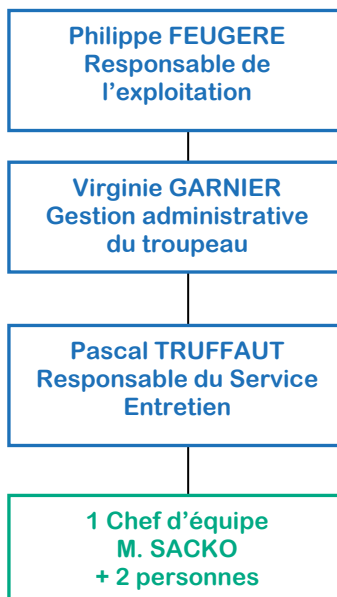 Philippe FEUGERE
Responsable de
l’exploitation
Virginie GARNIER
Gestion administrative
du troupeau
Pascal TRUFFAUT
Responsable du Service
Entretien
1 Chef d’équipe
M. SACKO
+ 2 personnes